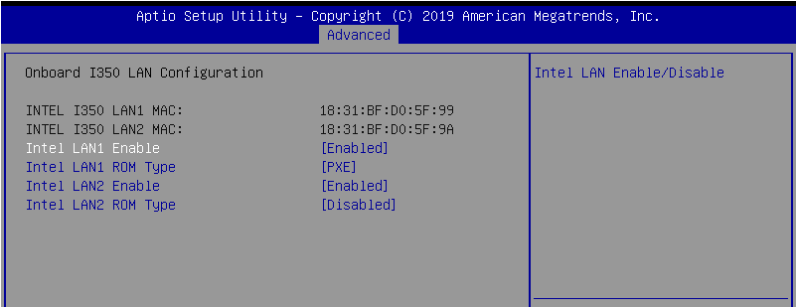 Aptio Setup Utility – Copyright (C) 2019 American Megatrends, Inc.
Advanced
Onboard I350 LAN Configuration
Intel LAN Enable/Disable
INTEL I350 LAN1 MAC: 18:31:BF:D0:5F:99
INTEL I350 LAN2 MAC: 18:31:BF:D0:5F:9A
Intel LAN1 Enable [Enabled]
Intel LAN1 ROM Type [PXE]
Intel LAN2 Enable [Enabled]
Intel LAN2 ROM Type [Disabled]